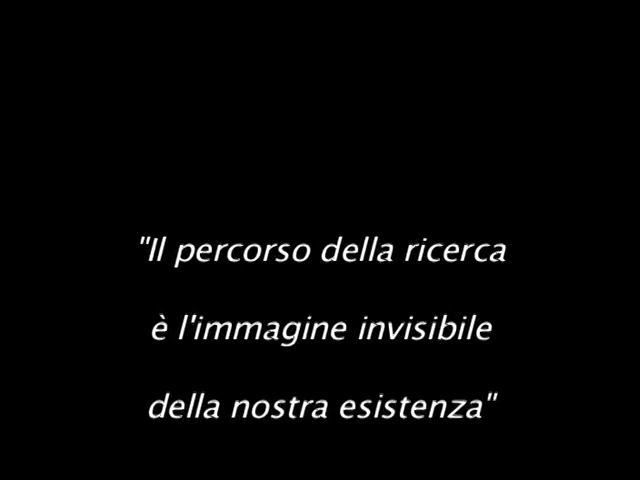 "Il percorso della ricerca
è l'immagine invisibile
della nostra esistenza"